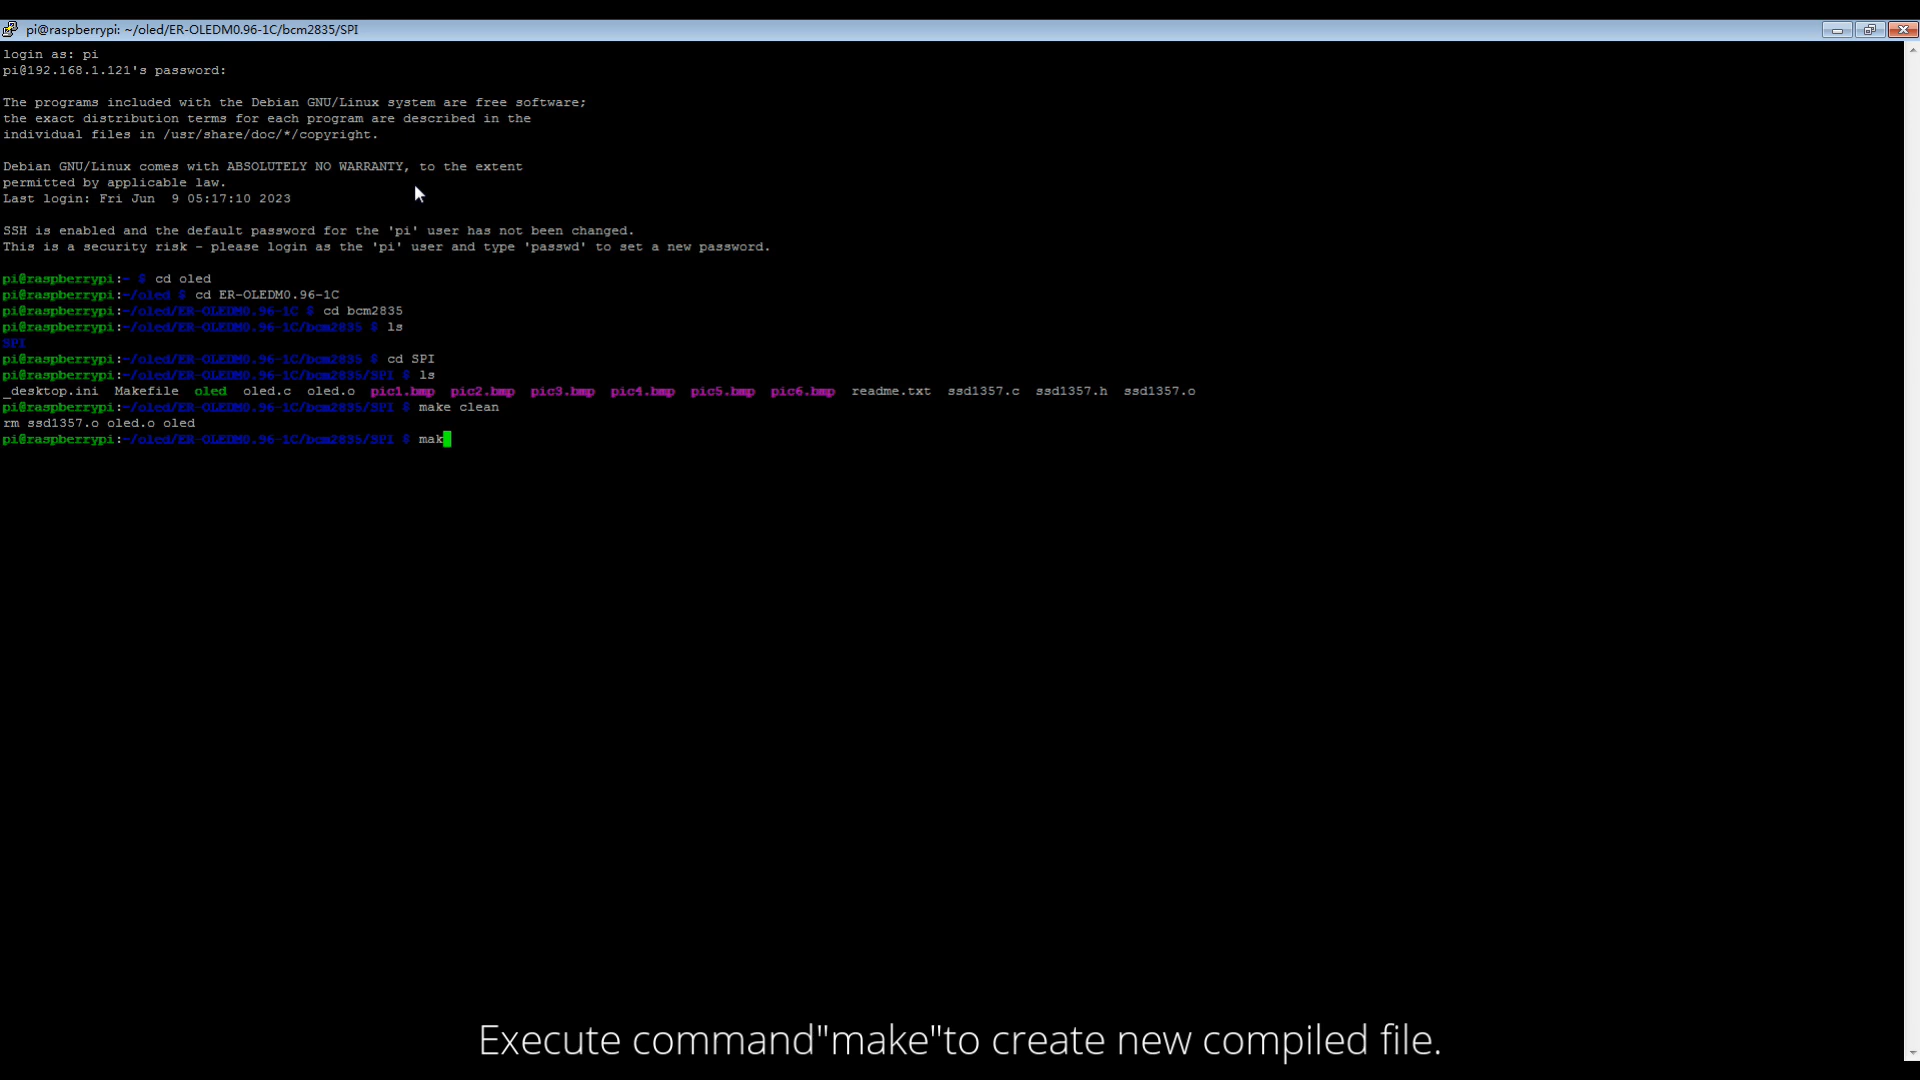 pi@raspberrypi: ~/oled/ER-OLEDM0.96-1C/bcm2835/SPI
login as: pi
pi@192.168.1.121's password:
The programs included with the Debian GNU/Linux system are free software;
the exact distribution terms for each program are described in the
individual files in /usr/share/doc/*/copyright.
Debian GNU/Linux comes with ABSOLUTELY NO WARRANTY, to the extent
permitted by applicable law.
Last login: Fri Jun  9 05:17:10 2023
SSH is enabled and the default password for the 'pi' user has not been changed.
This is a security risk - please login as the 'pi' user and type 'passwd' to set a new password.
pi@raspberrypi:~ $ cd oled
pi@raspberrypi:~/oled $ cd ER-OLEDM0.96-1C
pi@raspberrypi:~/oled/ER-OLEDM0.96-1C $ cd bcm2835
pi@raspberrypi:~/oled/ER-OLEDM0.96-1C/bcm2835 $ ls
SPI
pi@raspberrypi:~/oled/ER-OLEDM0.96-1C/bcm2835 $ cd SPI
pi@raspberrypi:~/oled/ER-OLEDM0.96-1C/bcm2835/SPI $ ls
_desktop.ini  Makefile  oled  oled.c  oled.o  pic1.bmp  pic2.bmp  pic3.bmp  pic4.bmp  pic5.bmp  pic6.bmp  readme.txt  ssd1357.c  ssd1357.h  ssd1357.o
pi@raspberrypi:~/oled/ER-OLEDM0.96-1C/bcm2835/SPI $ make clean
rm ssd1357.o oled.o oled
pi@raspberrypi:~/oled/ER-OLEDM0.96-1C/bcm2835/SPI $ mak
Execute command"make"to create new compiled file.